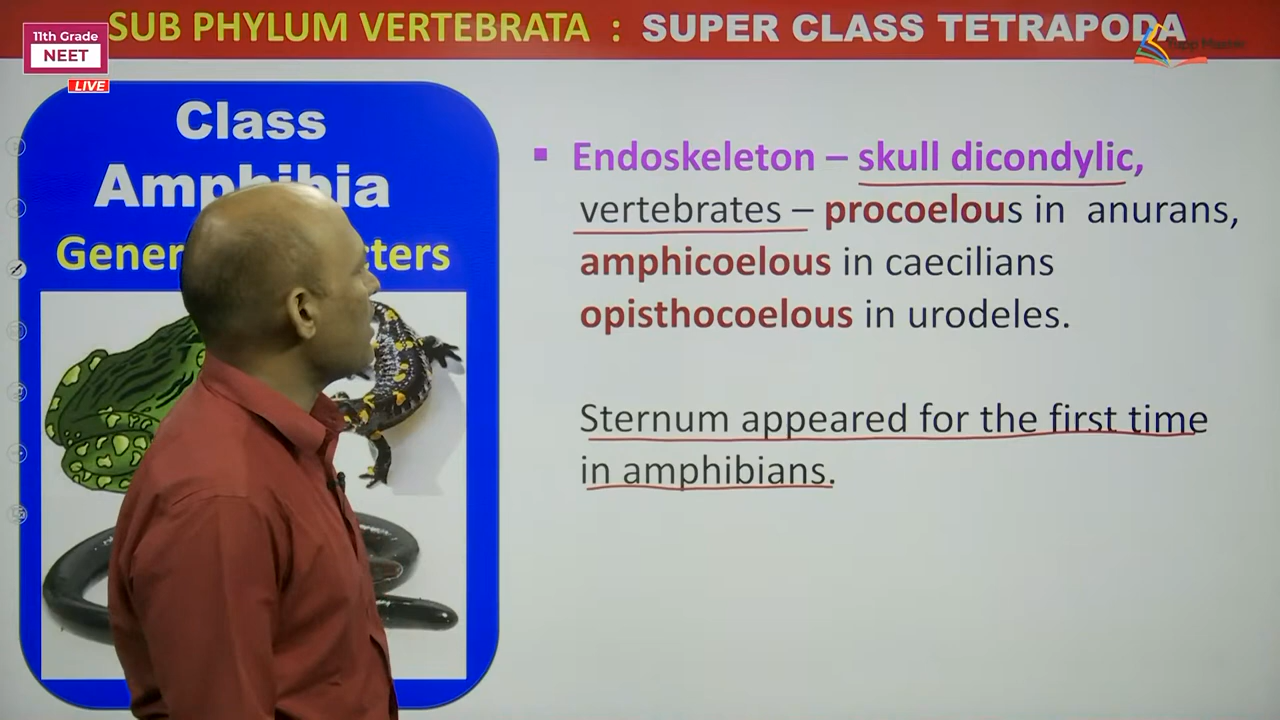 SUB PHYLUM VERTEBRATA : SUPER CLASS TETRAPODA
11th Grade
NEET
LIVE
Class
Amphibia
▪ Endoskeleton – skull dicondylic,
vertebrates – procoelous in anurans,
amphicoelous in caecilians
opisthocoelous in urodeles.
Sternum appeared for the first time
in amphibians.